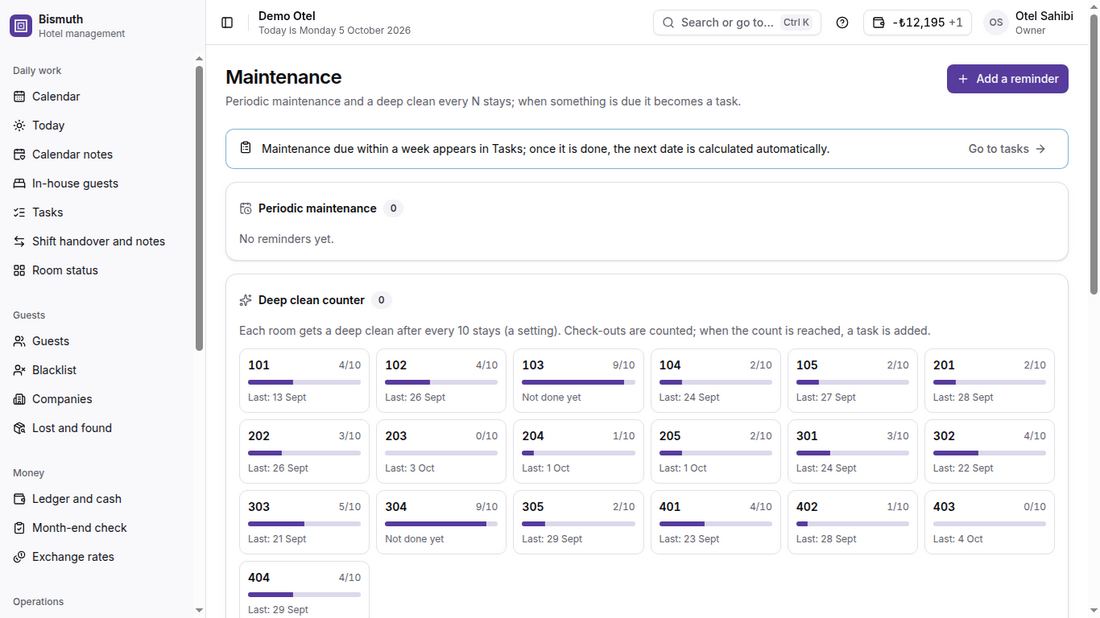 Bismuth
Hotel management
Daily work
Calendar
Today
Calendar notes
In-house guests
Tasks
Shift handover and notes
Room status
Guests
Guests
Blacklist
Companies
Lost and found
Money
Ledger and cash
Month-end check
Exchange rates
Operations
Demo Otel
Today is Monday 5 October 2026
Search or go to... Ctrl K
-₺12,195 +1
OS
Otel Sahibi
Owner
Maintenance
Periodic maintenance and a deep clean every N stays; when something is due it becomes a task.
Add a reminder
Maintenance due within a week appears in Tasks; once it is done, the next date is calculated automatically.
Go to tasks
Periodic maintenance 0
No reminders yet.
Deep clean counter 0
Each room gets a deep clean after every 10 stays (a setting). Check-outs are counted; when the count is reached, a task is added.
101 4/10
Last: 13 Sept
102 4/10
Last: 26 Sept
103 9/10
Not done yet
104 2/10
Last: 24 Sept
105 2/10
Last: 27 Sept
201 2/10
Last: 28 Sept
202 3/10
Last: 26 Sept
203 0/10
Last: 3 Oct
204 1/10
Last: 1 Oct
205 2/10
Last: 1 Oct
301 3/10
Last: 24 Sept
302 4/10
Last: 22 Sept
303 5/10
Last: 21 Sept
304 9/10
Not done yet
305 2/10
Last: 29 Sept
401 4/10
Last: 23 Sept
402 1/10
Last: 28 Sept
403 0/10
Last: 4 Oct
404 4/10
Last: 29 Sept